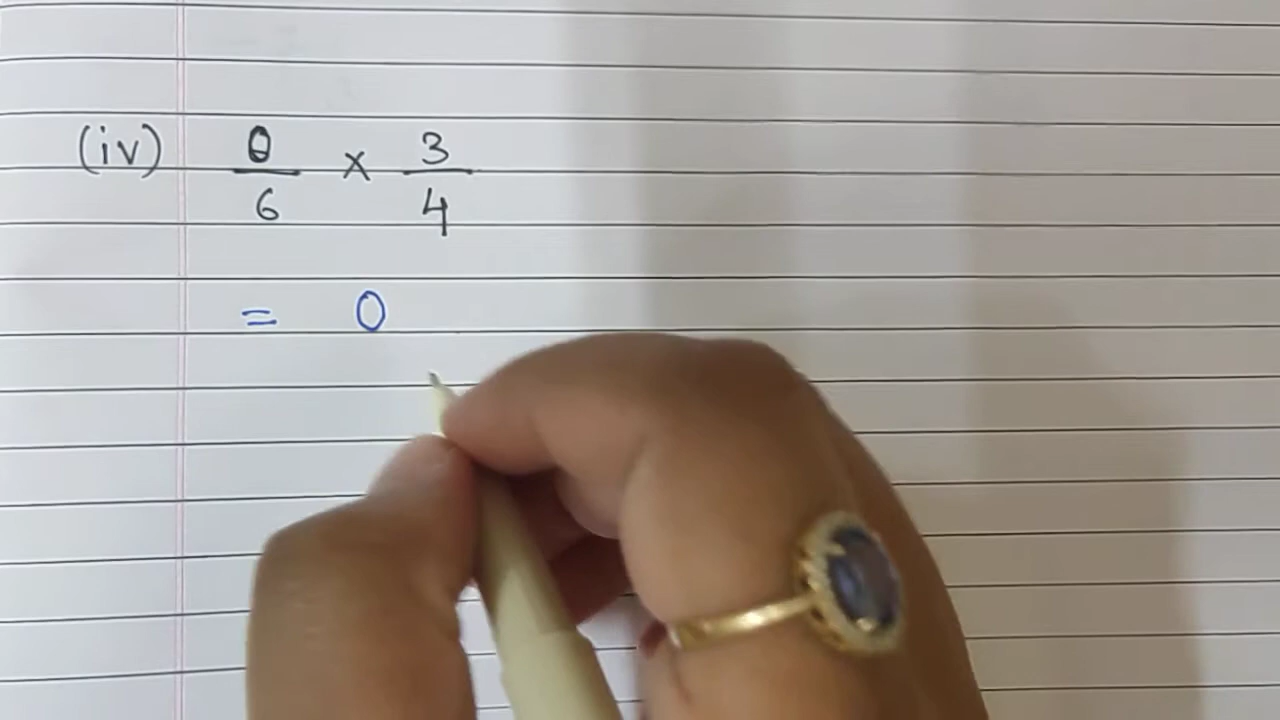 (iv) 0/6 × 3/4
= 0